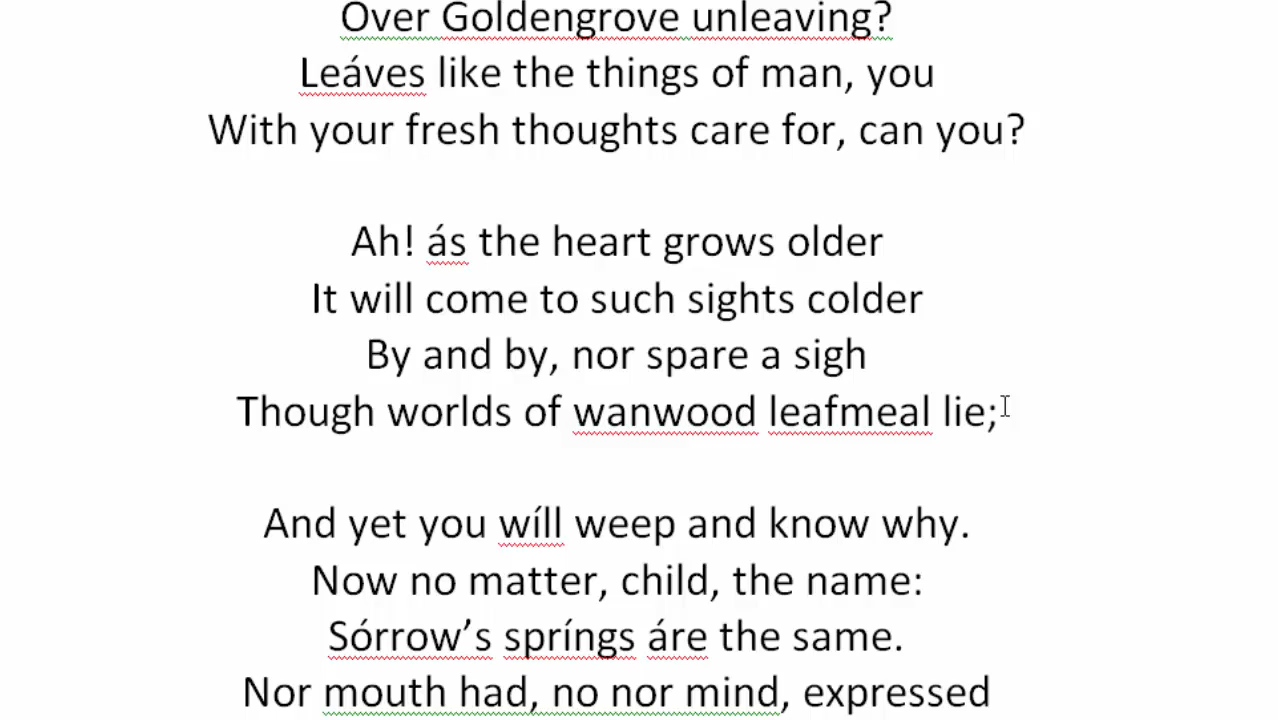 Over Goldengrove unleaving?
Leáves like the things of man, you
With your fresh thoughts care for, can you?
Ah! ás the heart grows older
It will come to such sights colder
By and by, nor spare a sigh
Though worlds of wanwood leafmeal lie;
And yet you wíll weep and know why.
Now no matter, child, the name:
Sórrow’s spríngs áre the same.
Nor mouth had, no nor mind, expressed